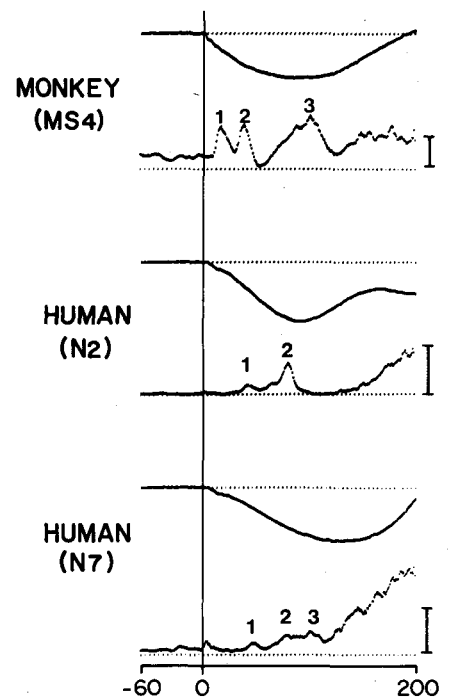 MONKEY
(MS4)
1 2 3
HUMAN
(N2)
1 2
HUMAN
(N7)
1 2 3
-60 0 200